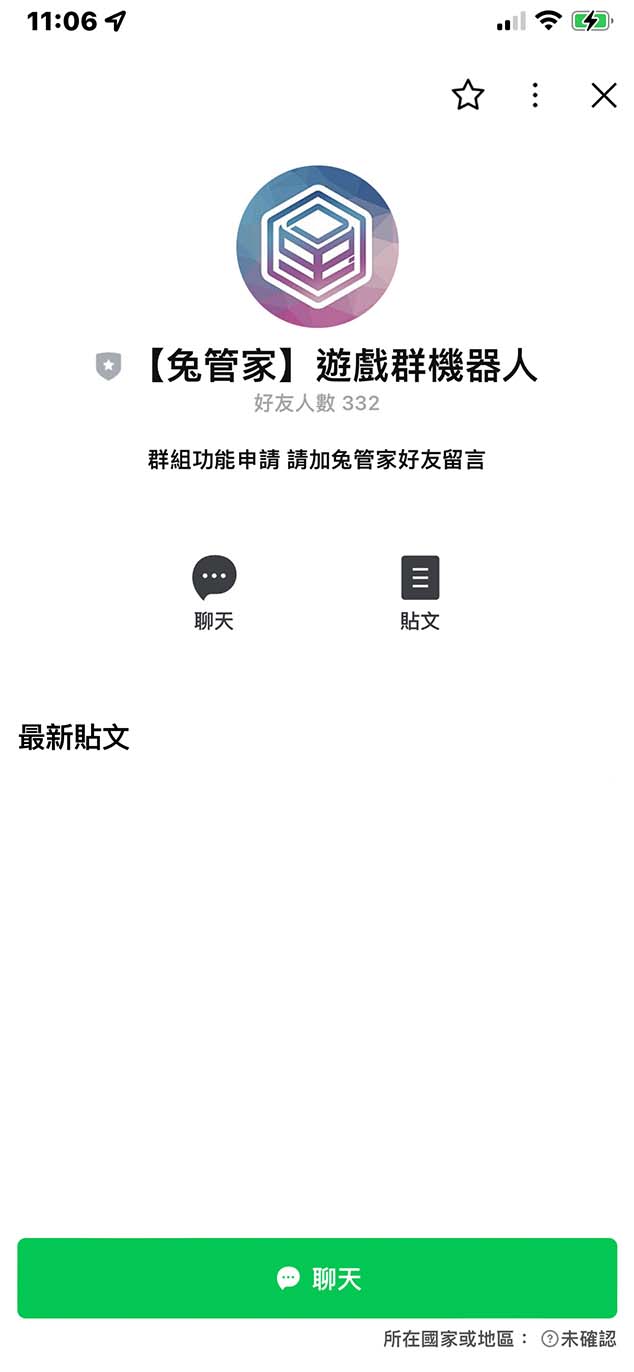 11:06
【兔管家】遊戲群機器人
好友人數 332
群組功能申請 請加兔管家好友留言
聊天
貼文
最新貼文
聊天
所在國家或地區： ?未確認